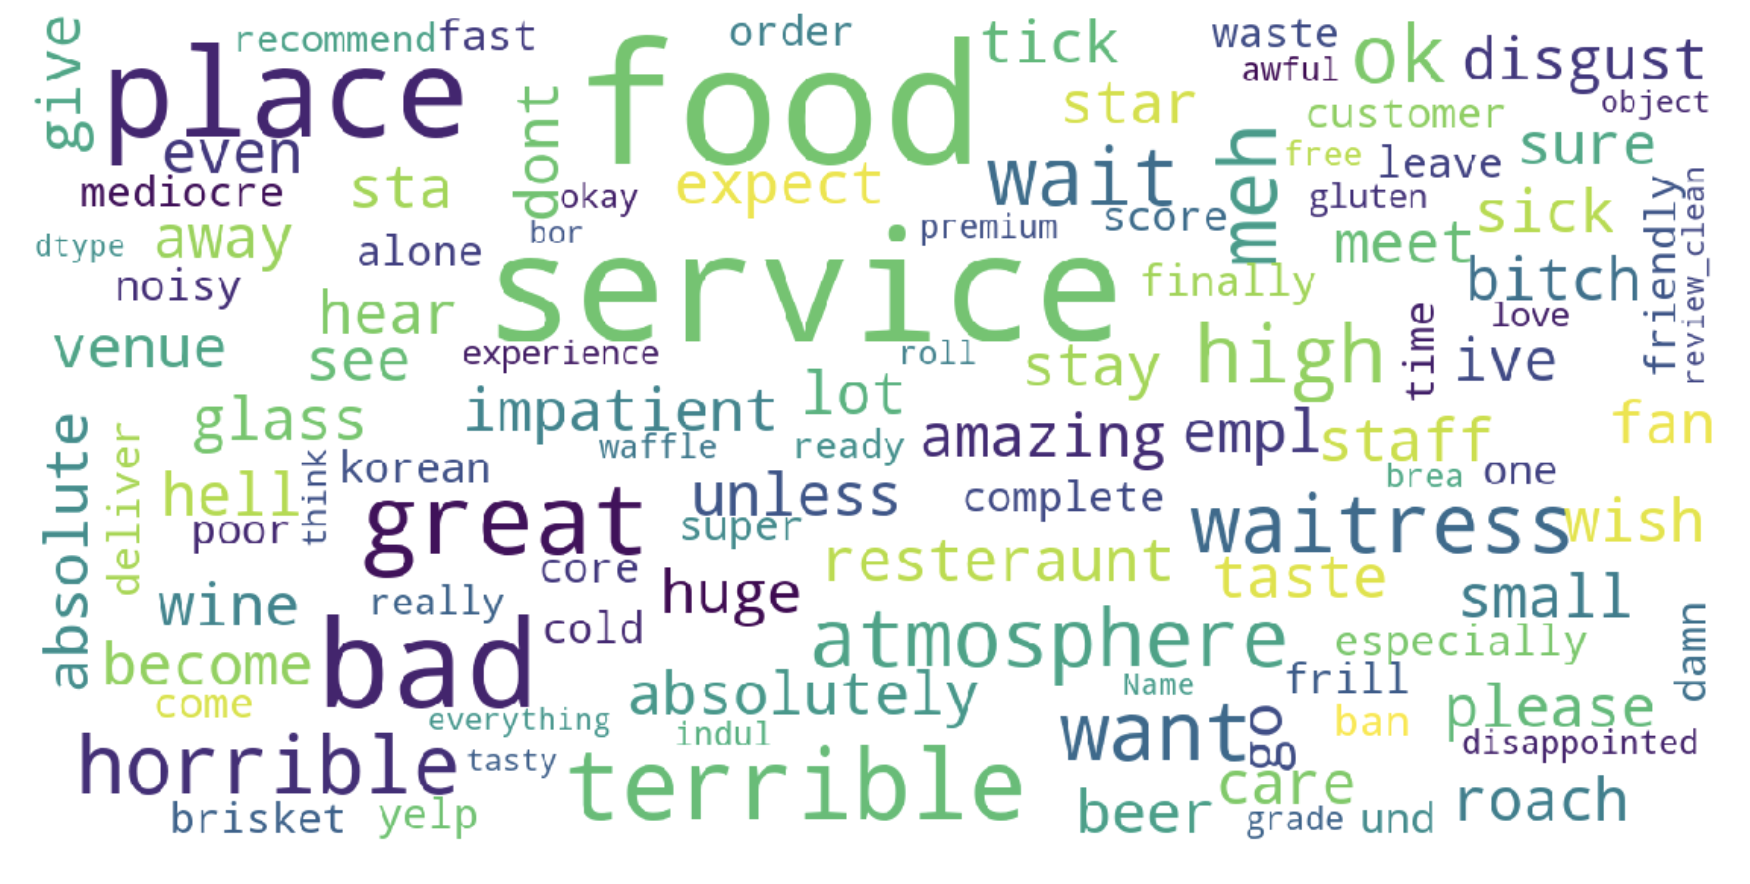 give
recommend
fast
order
tick
waste
awful
ok
disgust
object
place
food
star
customer
even
dont
meh
free
leave
sure
mediocre
sta
okay
expect
wait
gluten
friendly
review_clean
dtype
away
alone
bor
premium
score
meet
sick
noisy
service
finally
bitch
hear
love
venue
see
experience
roll
stay
high
time
ive
glass
impatient
lot
amazing
empl
staff
fan
absolute
deliver
hell
think
korean
waffle
ready
brea
one
poor
great
unless
super
complete
waitress
wish
core
resteraunt
taste
wine
really
huge
small
become
bad
cold
atmosphere
especially
damn
come
everything
absolutely
Name
frill
ban
please
horrible
tasty
indul
want
go
disappointed
brisket
yelp
terrible
beer
care
grade
und
roach